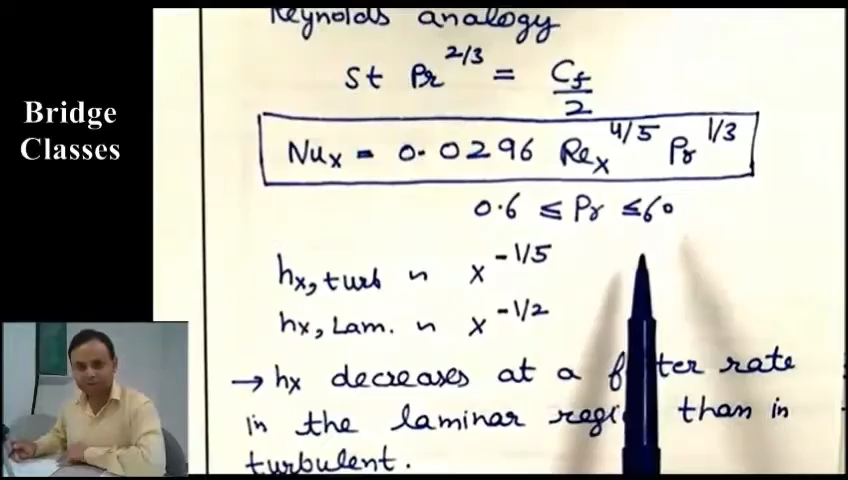 Bridge
Classes
Reynolds analogy
St Pr^2/3 = Cf/2
Nux = 0.0296 Rex^4/5 Pr^1/3
0.6 ≤ Pr ≤ 60
hx, turb ~ x^-1/5
hx, Lam. ~ x^-1/2
→ hx decreases at a rate
in the laminar than in
turbulent.